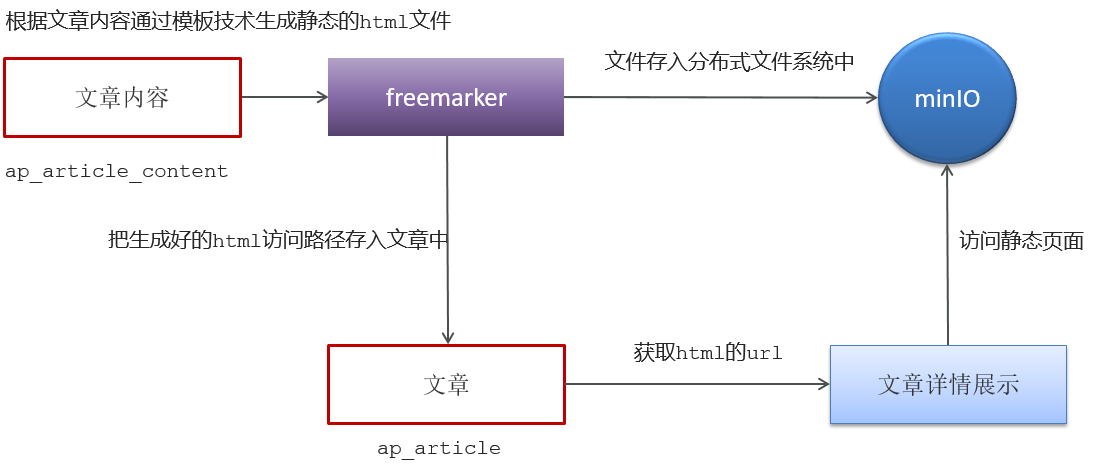 根据文章内容通过模板技术生成静态的html文件
文件存入分布式文件系统中
文章内容
freemarker
minIO
ap_article_content
把生成好的html访问路径存入文章中
访问静态页面
获取html的url
文章
文章详情展示
ap_article